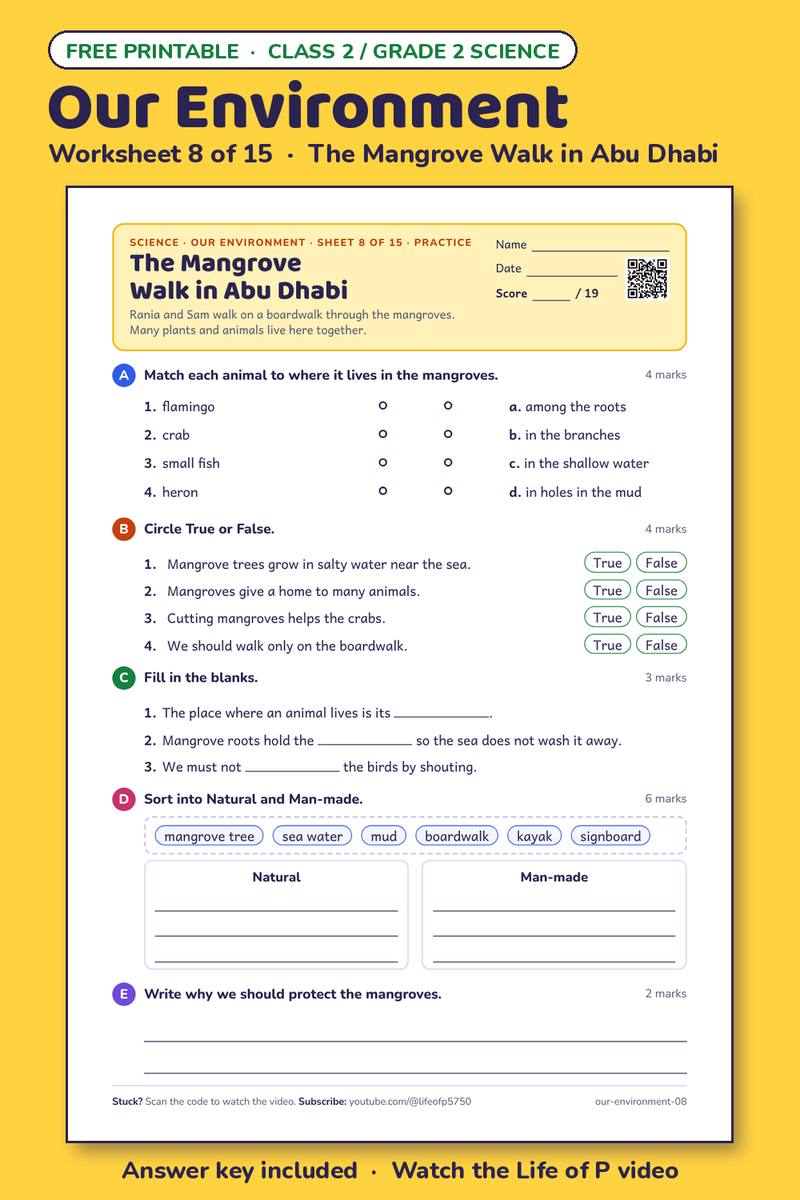 FREE PRINTABLE · CLASS 2 / GRADE 2 SCIENCE
Our Environment
Worksheet 8 of 15 · The Mangrove Walk in Abu Dhabi
SCIENCE · OUR ENVIRONMENT · SHEET 8 OF 15 · PRACTICE
The Mangrove
Walk in Abu Dhabi
Rania and Sam walk on a boardwalk through the mangroves.
Many plants and animals live here together.
Name ____________________
Date ______________
Score ______ / 19
A Match each animal to where it lives in the mangroves. 4 marks
1. flamingo a. among the roots
2. crab b. in the branches
3. small fish c. in the shallow water
4. heron d. in holes in the mud
B Circle True or False. 4 marks
1. Mangrove trees grow in salty water near the sea. True False
2. Mangroves give a home to many animals. True False
3. Cutting mangroves helps the crabs. True False
4. We should walk only on the boardwalk. True False
C Fill in the blanks. 3 marks
1. The place where an animal lives is its ______________.
2. Mangrove roots hold the ______________ so the sea does not wash it away.
3. We must not ______________ the birds by shouting.
D Sort into Natural and Man-made. 6 marks
mangrove tree sea water mud boardwalk kayak signboard
Natural Man-made
E Write why we should protect the mangroves. 2 marks
Stuck? Scan the code to watch the video. Subscribe: youtube.com/@lifeofp5750 our-environment-08
Answer key included · Watch the Life of P video